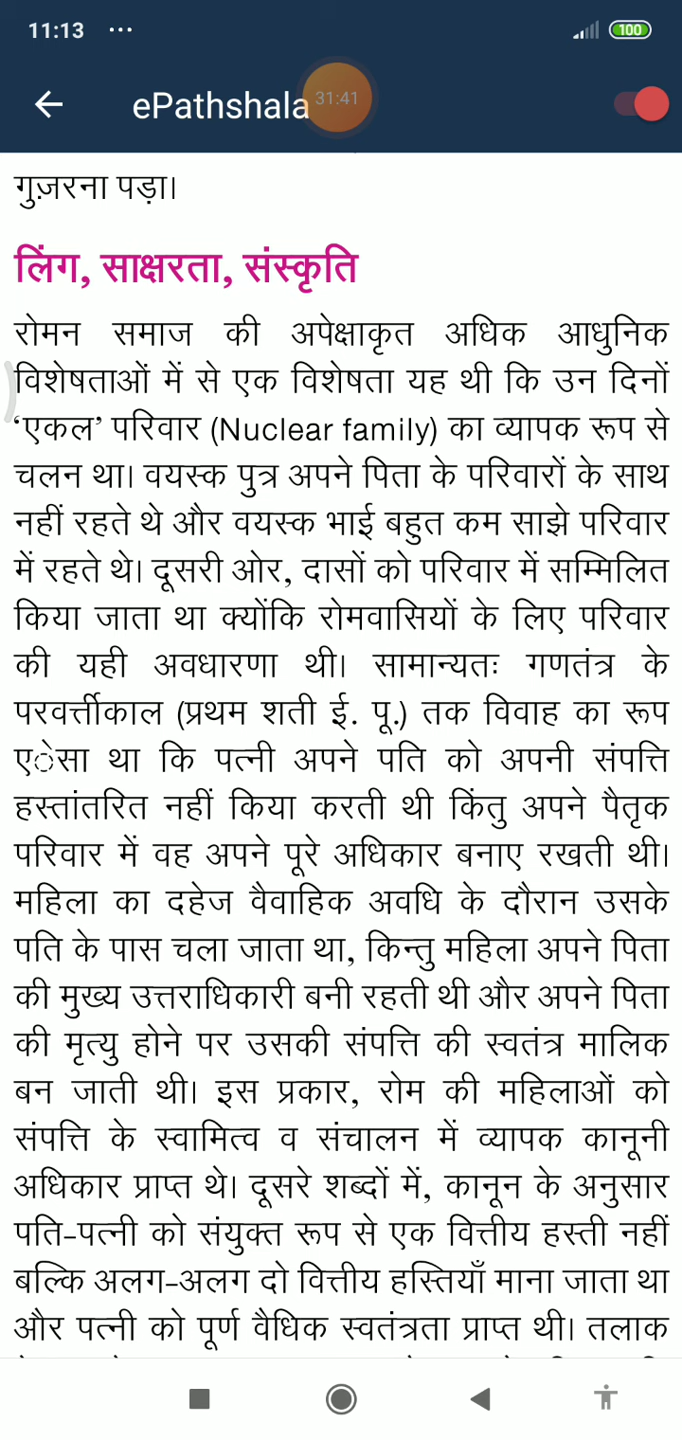 11:13 ...
100
ePathshala
31:41
गुज़रना पड़ा।
लिंग, साक्षरता, संस्कृति
रोमन समाज की अपेक्षाकृत अधिक आधुनिक
विशेषताओं में से एक विशेषता यह थी कि उन दिनों
‘एकल’ परिवार (Nuclear family) का व्यापक रूप से
चलन था। वयस्क पुत्र अपने पिता के परिवारों के साथ
नहीं रहते थे और वयस्क भाई बहुत कम साझे परिवार
में रहते थे। दूसरी ओर, दासों को परिवार में सम्मिलित
किया जाता था क्योंकि रोमवासियों के लिए परिवार
की यही अवधारणा थी। सामान्यतः गणतंत्र के
परवर्त्तीकाल (प्रथम शती ई. पू.) तक विवाह का रूप
एेसा था कि पत्नी अपने पति को अपनी संपत्ति
हस्तांतरित नहीं किया करती थी किंतु अपने पैतृक
परिवार में वह अपने पूरे अधिकार बनाए रखती थी।
महिला का दहेज वैवाहिक अवधि के दौरान उसके
पति के पास चला जाता था, किन्तु महिला अपने पिता
की मुख्य उत्तराधिकारी बनी रहती थी और अपने पिता
की मृत्यु होने पर उसकी संपत्ति की स्वतंत्र मालिक
बन जाती थी। इस प्रकार, रोम की महिलाओं को
संपत्ति के स्वामित्व व संचालन में व्यापक कानूनी
अधिकार प्राप्त थे। दूसरे शब्दों में, कानून के अनुसार
पति-पत्नी को संयुक्त रूप से एक वित्तीय हस्ती नहीं
बल्कि अलग-अलग दो वित्तीय हस्तियाँ माना जाता था
और पत्नी को पूर्ण वैधिक स्वतंत्रता प्राप्त थी। तलाक